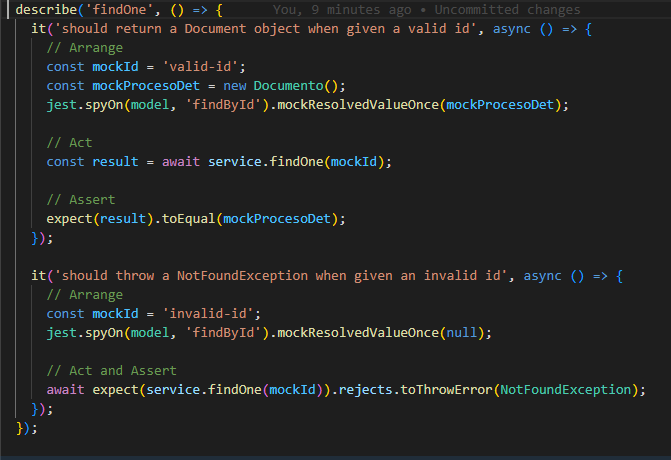 describe('findOne', () => {      You, 9 minutes ago • Uncommitted changes
  it('should return a Document object when given a valid id', async () => {
    // Arrange
    const mockId = 'valid-id';
    const mockProcesoDet = new Documento();
    jest.spyOn(model, 'findById').mockResolvedValueOnce(mockProcesoDet);

    // Act
    const result = await service.findOne(mockId);

    // Assert
    expect(result).toEqual(mockProcesoDet);
  });

  it('should throw a NotFoundException when given an invalid id', async () => {
    // Arrange
    const mockId = 'invalid-id';
    jest.spyOn(model, 'findById').mockResolvedValueOnce(null);

    // Act and Assert
    await expect(service.findOne(mockId)).rejects.toThrowError(NotFoundException);
  });
});